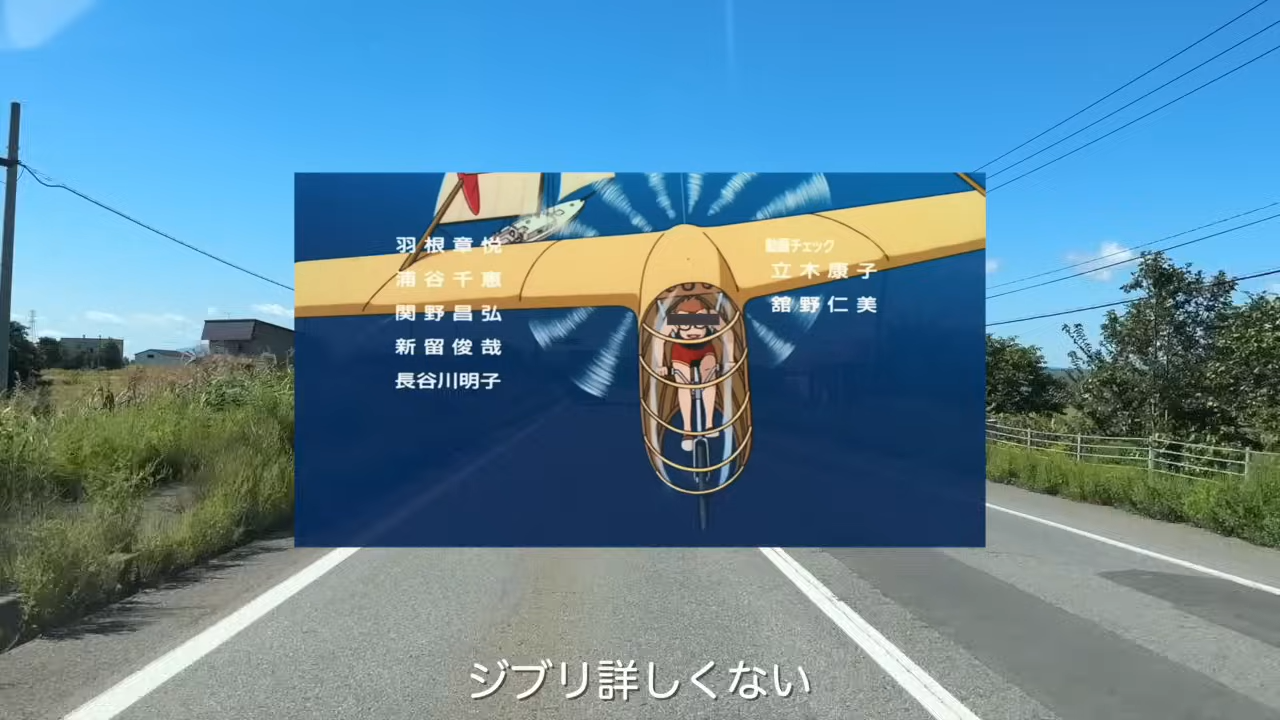 羽根章悦
浦谷千恵
関野昌弘
新留俊哉
長谷川明子
動画チェック
立木康子
舘野仁美
ジブリ詳しくない